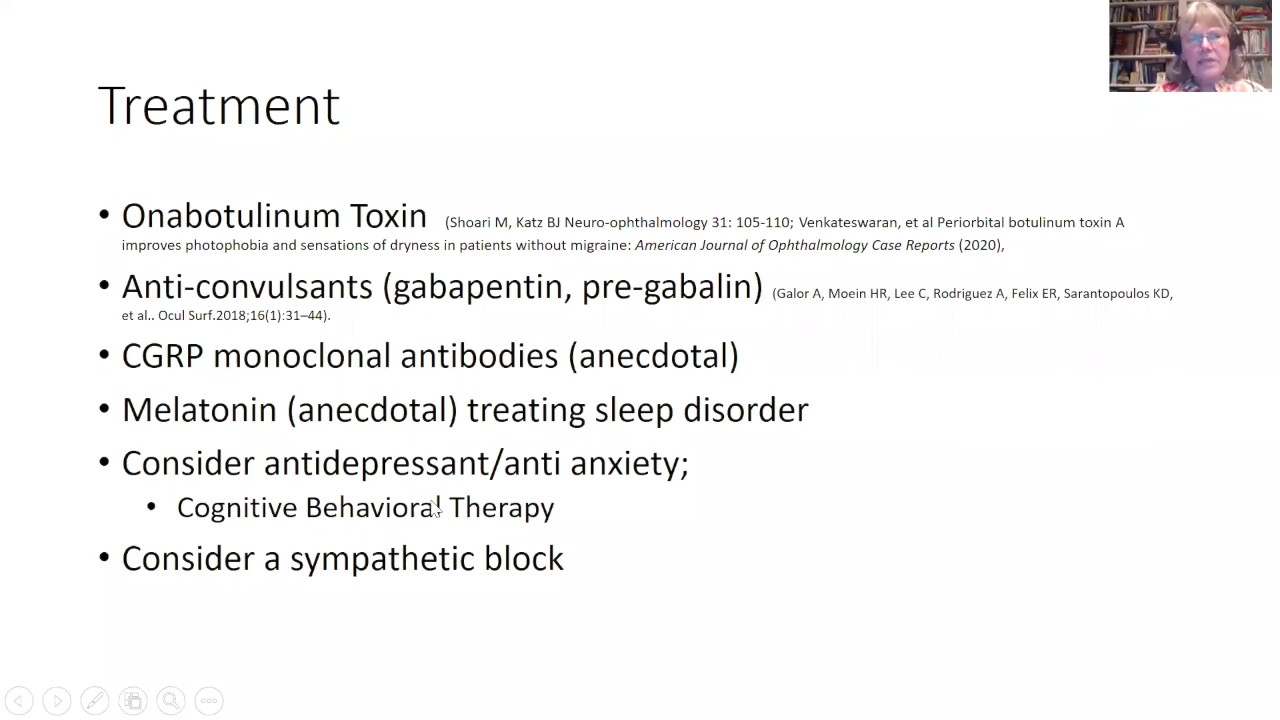 Treatment
• Onabotulinum Toxin (Shoari M, Katz BJ Neuro-ophthalmology 31: 105-110; Venkateswaran, et al Periorbital botulinum toxin A
improves photophobia and sensations of dryness in patients without migraine: American Journal of Ophthalmology Case Reports (2020),
• Anti-convulsants (gabapentin, pre-gabalin) (Galor A, Moein HR, Lee C, Rodriguez A, Felix ER, Sarantopoulos KD,
et al.. Ocul Surf.2018;16(1):31–44).
• CGRP monoclonal antibodies (anecdotal)
• Melatonin (anecdotal) treating sleep disorder
• Consider antidepressant/anti anxiety;
• Cognitive Behavioral Therapy
• Consider a sympathetic block